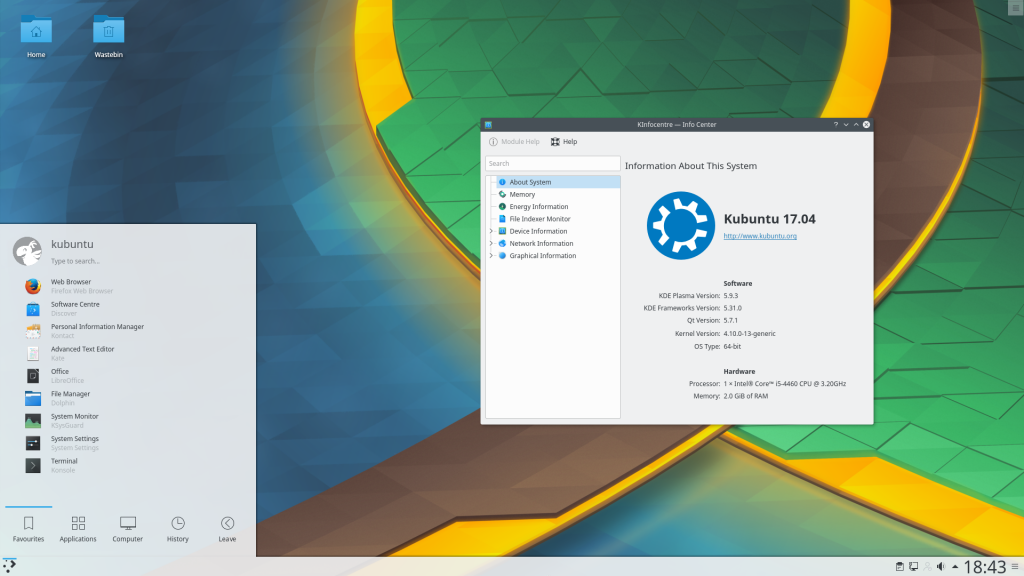 Home
Wastebin
KInfocentre — Info Center
Module Help
Help
Search
About System
Memory
Energy Information
File Indexer Monitor
Device Information
Network Information
Graphical Information
Information About This System
Kubuntu 17.04
http://www.kubuntu.org
Software
KDE Plasma Version: 5.9.3
KDE Frameworks Version: 5.31.0
Qt Version: 5.7.1
Kernel Version: 4.10.0-13-generic
OS Type: 64-bit
Hardware
Processor: 1 × Intel® Core™ i5-4460 CPU @ 3.20GHz
Memory: 2.0 GiB of RAM
kubuntu
Type to search...
Web Browser
Firefox Web Browser
Software Centre
Discover
Personal Information Manager
Kontact
Advanced Text Editor
Kate
Office
LibreOffice
File Manager
Dolphin
System Monitor
KSysGuard
System Settings
System Settings
Terminal
Konsole
Favourites
Applications
Computer
History
Leave
18:43